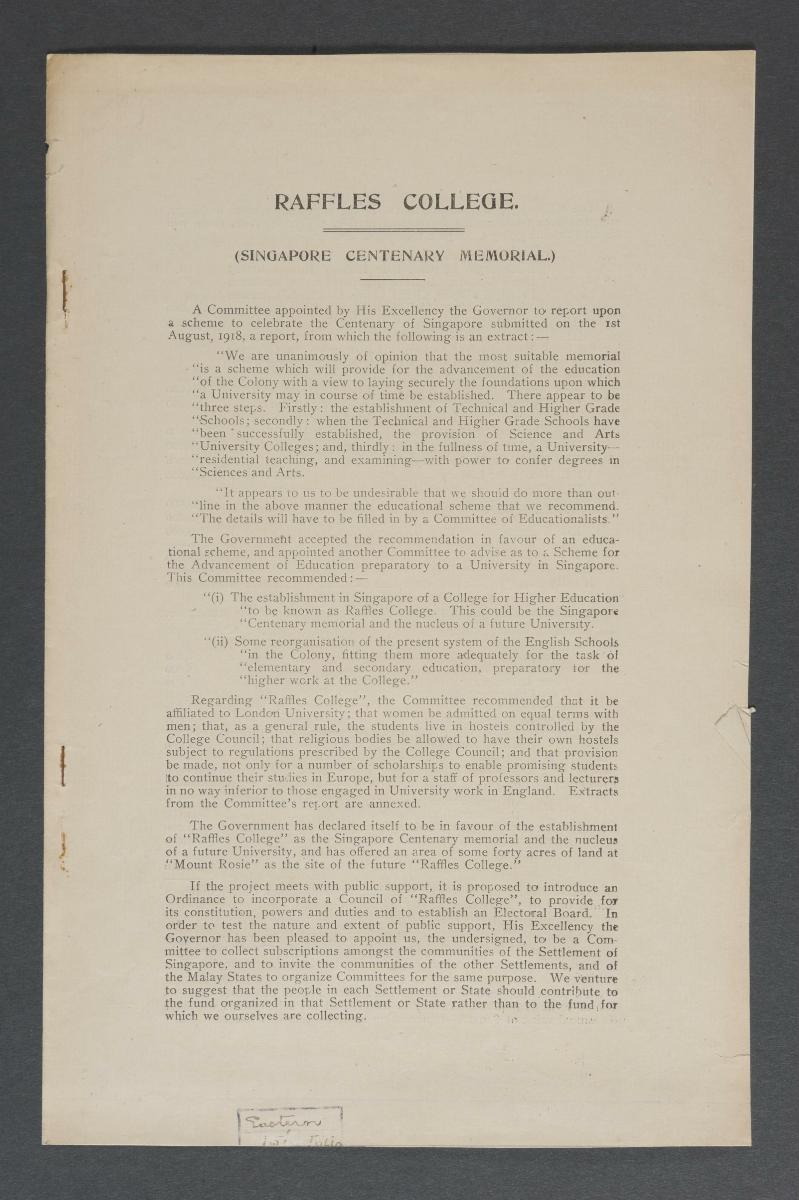 RAFFLES COLLEGE.
(SINGAPORE CENTENARY MEMORIAL.)
A Committee appointed by His Excellency the Governor to report upon
a scheme to celebrate the Centenary of Singapore submitted on the 1st
August, 1918, a report, from which the following is an extract:—
"We are unanimously of opinion that the most suitable memorial
"is a scheme which will provide for the advancement of the education
"of the Colony with a view to laying securely the foundations upon which
"a University may in course of time be established. There appear to be
"three steps. Firstly: the establishment of Technical and Higher Grade
"Schools; secondly: when the Technical and Higher Grade Schools have
"been successfully established, the provision of Science and Arts
"University Colleges; and, thirdly: in the fullness of time, a University—
"residential teaching, and examining—with power to confer degrees in
"Sciences and Arts.
"It appears to us to be undesirable that we should do more than out-
"line in the above manner the educational scheme that we recommend.
"The details will have to be filled in by a Committee of Educationalists."
The Government accepted the recommendation in favour of an educa-
tional scheme, and appointed another Committee to advise as to a Scheme for
the Advancement of Education preparatory to a University in Singapore.
This Committee recommended:—
"(i) The establishment in Singapore of a College for Higher Education
"to be known as Raffles College. This could be the Singapore
"Centenary memorial and the nucleus of a future University.
"(ii) Some reorganisation of the present system of the English Schools
"in the Colony, fitting them more adequately for the task of
"elementary and secondary education, preparatory for the
"higher work at the College."
Regarding "Raffles College", the Committee recommended that it be
affiliated to London University; that women be admitted on equal terms with
men; that, as a general rule, the students live in hostels controlled by the
College Council; that religious bodies be allowed to have their own hostels
subject to regulations prescribed by the College Council; and that provision
be made, not only for a number of scholarships to enable promising students
to continue their studies in Europe, but for a staff of professors and lecturers
in no way inferior to those engaged in University work in England. Extracts
from the Committee's report are annexed.
The Government has declared itself to be in favour of the establishment
of "Raffles College" as the Singapore Centenary memorial and the nucleus
of a future University, and has offered an area of some forty acres of land at
"Mount Rosie" as the site of the future "Raffles College."
If the project meets with public support, it is proposed to introduce an
Ordinance to incorporate a Council of "Raffles College", to provide for
its constitution, powers and duties and to establish an Electoral Board. In
order to test the nature and extent of public support, His Excellency the
Governor has been pleased to appoint us, the undersigned, to be a Com-
mittee to collect subscriptions amongst the communities of the Settlement of
Singapore, and to invite the communities of the other Settlements, and of
the Malay States to organize Committees for the same purpose. We venture
to suggest that the people in each Settlement or State should contribute to
the fund organized in that Settlement or State rather than to the fund for
which we ourselves are collecting.
Eastern